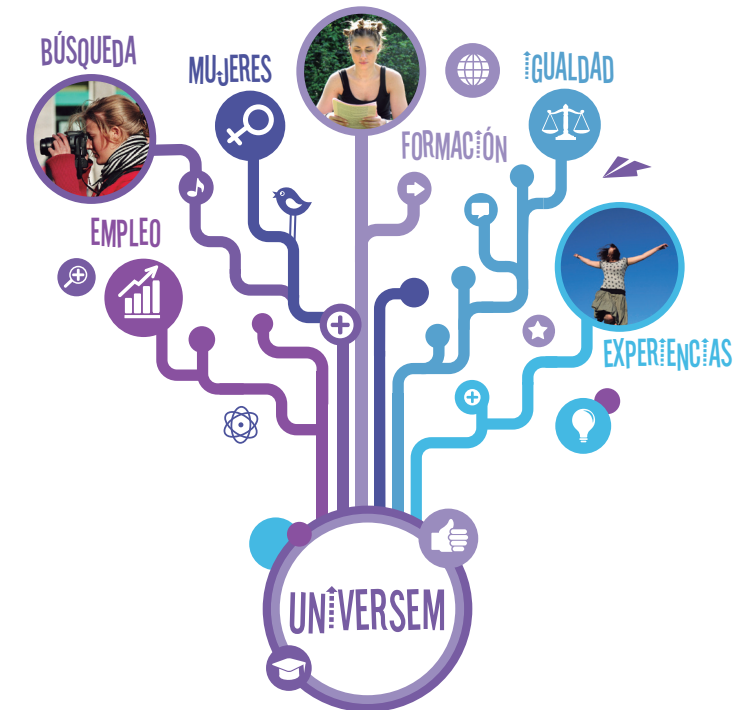 BÚSQUEDA
MUJERES
IGUALDAD
FORMACIÓN
EMPLEO
EXPERIENCIAS
UNIVERSEM